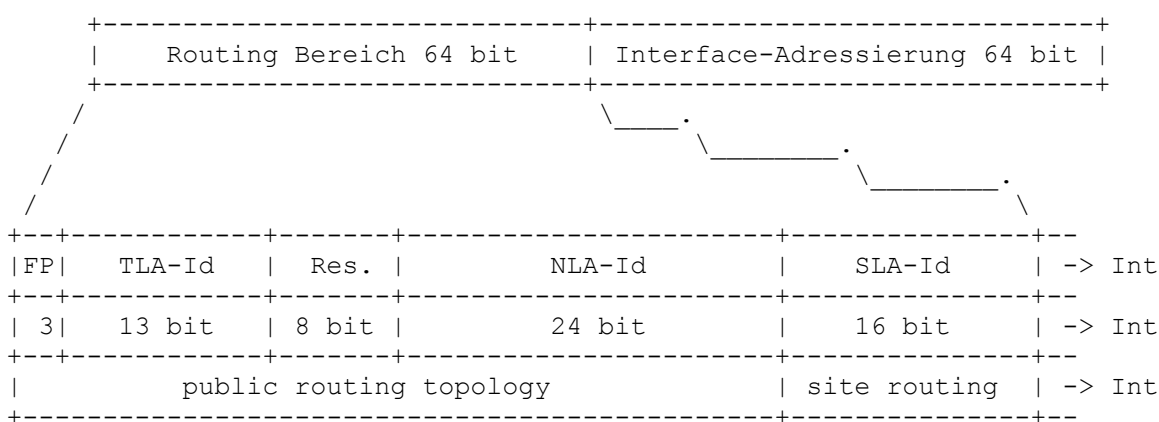 Routing Bereich 64 bit | Interface-Adressierung 64 bit
FP| TLA-Id | Res. | NLA-Id | SLA-Id | -> Int
3| 13 bit | 8 bit | 24 bit | 16 bit | -> Int
public routing topology | site routing | -> Int